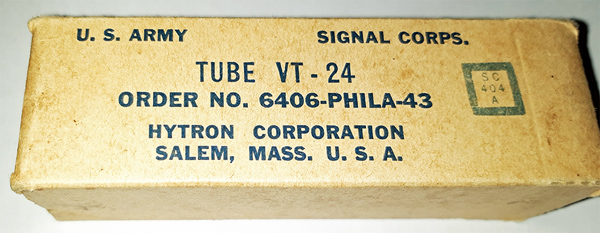 U. S. ARMY SIGNAL CORPS.
TUBE VT - 24
ORDER NO. 6406-PHILA-43
HYTRON CORPORATION
SALEM, MASS. U. S. A.
SC
404
A